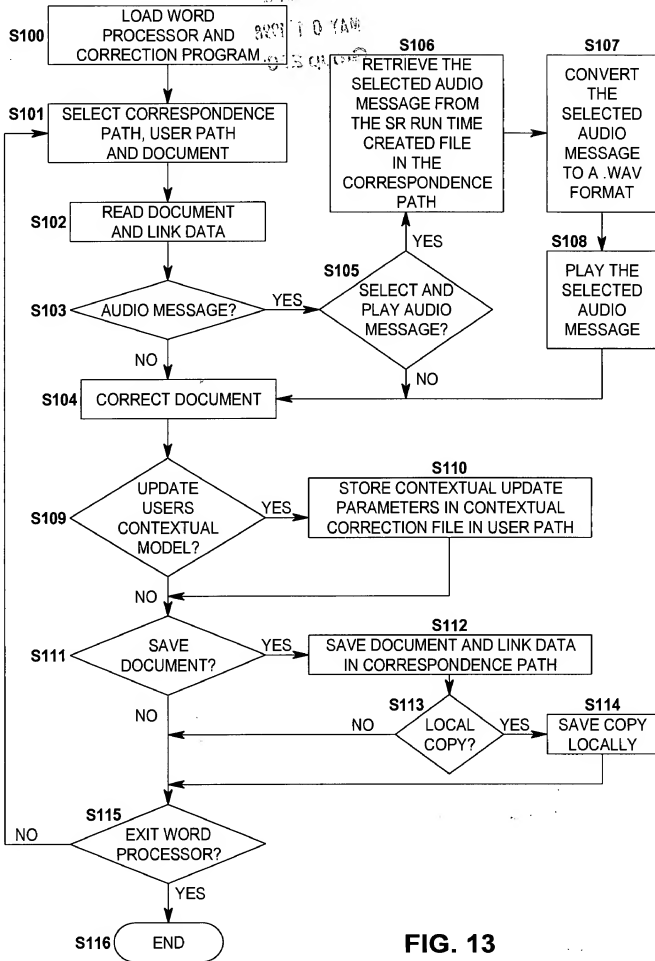 S100
LOAD WORD
PROCESSOR AND
CORRECTION PROGRAM
S101
SELECT CORRESPONDENCE
PATH, USER PATH
AND DOCUMENT
S102
READ DOCUMENT
AND LINK DATA
S103
AUDIO MESSAGE?
YES
NO
S105
SELECT AND
PLAY AUDIO
MESSAGE?
YES
NO
S106
RETRIEVE THE
SELECTED AUDIO
MESSAGE FROM
THE SR RUN TIME
CREATED FILE
IN THE
CORRESPONDENCE
PATH
S107
CONVERT
THE
SELECTED
AUDIO
MESSAGE
TO A .WAV
FORMAT
S108
PLAY THE
SELECTED
AUDIO
MESSAGE
S104
CORRECT DOCUMENT
S109
UPDATE
USERS
CONTEXTUAL
MODEL?
YES
NO
S110
STORE CONTEXTUAL UPDATE
PARAMETERS IN CONTEXTUAL
CORRECTION FILE IN USER PATH
S111
SAVE
DOCUMENT?
YES
NO
S112
SAVE DOCUMENT AND LINK DATA
IN CORRESPONDENCE PATH
S113
LOCAL
COPY?
NO
YES
S114
SAVE COPY
LOCALLY
S115
EXIT WORD
PROCESSOR?
NO
YES
S116
END
FIG. 13